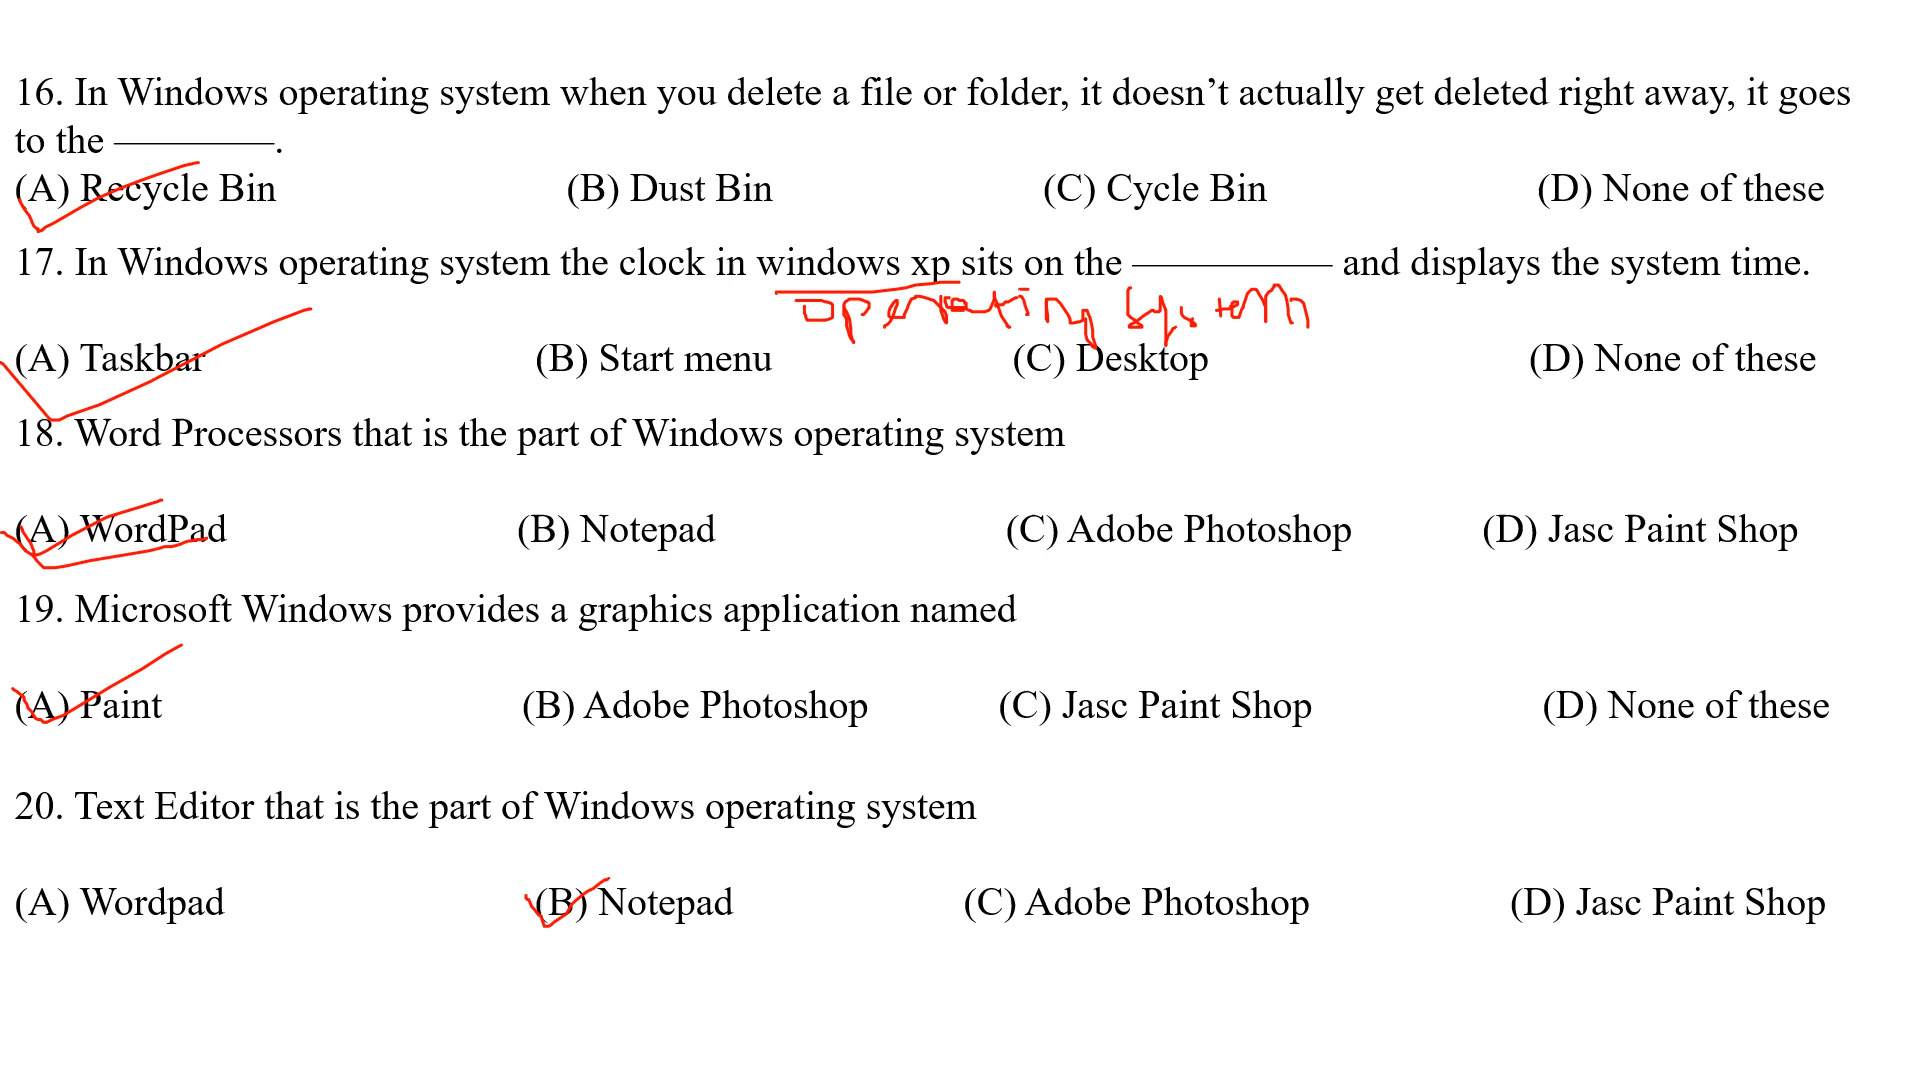 16. In Windows operating system when you delete a file or folder, it doesn’t actually get deleted right away, it goes
to the ————.
(A) Recycle Bin (B) Dust Bin (C) Cycle Bin (D) None of these
17. In Windows operating system the clock in windows xp sits on the ————— and displays the system time.
operating system
(A) Taskbar (B) Start menu (C) Desktop (D) None of these
18. Word Processors that is the part of Windows operating system
(A) WordPad (B) Notepad (C) Adobe Photoshop (D) Jasc Paint Shop
19. Microsoft Windows provides a graphics application named
(A) Paint (B) Adobe Photoshop (C) Jasc Paint Shop (D) None of these
20. Text Editor that is the part of Windows operating system
(A) Wordpad (B) Notepad (C) Adobe Photoshop (D) Jasc Paint Shop